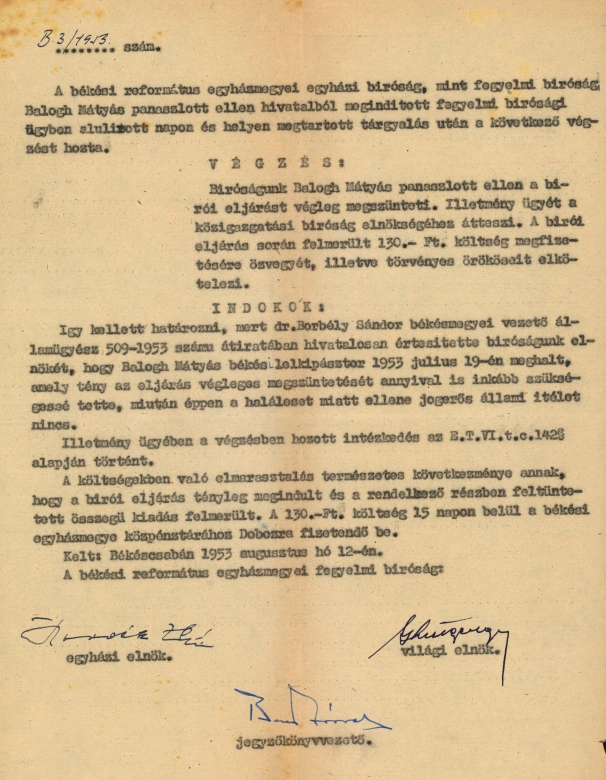 B 3/1953.
........ szám.
A békési református egyházmegyei egyházi biróság, mint fegyelmi biróság
Balogh Mátyás panaszlott ellen hivatalból meginditott fegyelmi birósági
ügyben alulirott napon és helyen megtartott tárgyalás után a következő vég-
zést hozta.
V É G Z É S :
Biróságunk Balogh Mátyás panaszlott ellen a bi-
rói eljárást végleg megszünteti. Illetmény ügyét a
közigazgatási biróság elnökségéhez átteszi. A birói
eljárás során felmerült 130.- Ft. költség megfize-
tésére özvegyét, illetve törvényes örököseit elkö-
telezi.
I N D O K O K :
Igy kellett határozni, mert dr.Borbély Sándor békésmegyei vezető ál-
lamügyész 509-1953 számu átiratában hivatalosan értesitette biróságunk el-
nökét, hogy Balogh Mátyás békési lelkipásztor 1953 julius 19-én meghalt,
amely tény az eljárás végleges megszüntetését annyival is inkább szüksé-
gessé tette, miután éppen a haláleset miatt ellene jogerős állami itélet
nincs.
Illetmény ügyében a végzésben hozott intézkedés az E.T.VI.t.c.142§
alapján történt.
A költségekben való elmarasztalás természetes következménye annak,
hogy a birói eljárás tényleg megindult és a rendelkező részben feltünte-
tett összegü kiadás felmerült. A 130.-Ft. költség 15 napon belül a békési
egyházmegye közpénztárához Dobozra fizetendő be.
Kelt: Békéscsabán 1953 augusztus hó 12-én.
A békési református egyházmegyei fegyelmi biróság:
egyházi elnök.
világi elnök.
jegyzőkönyvvezető.